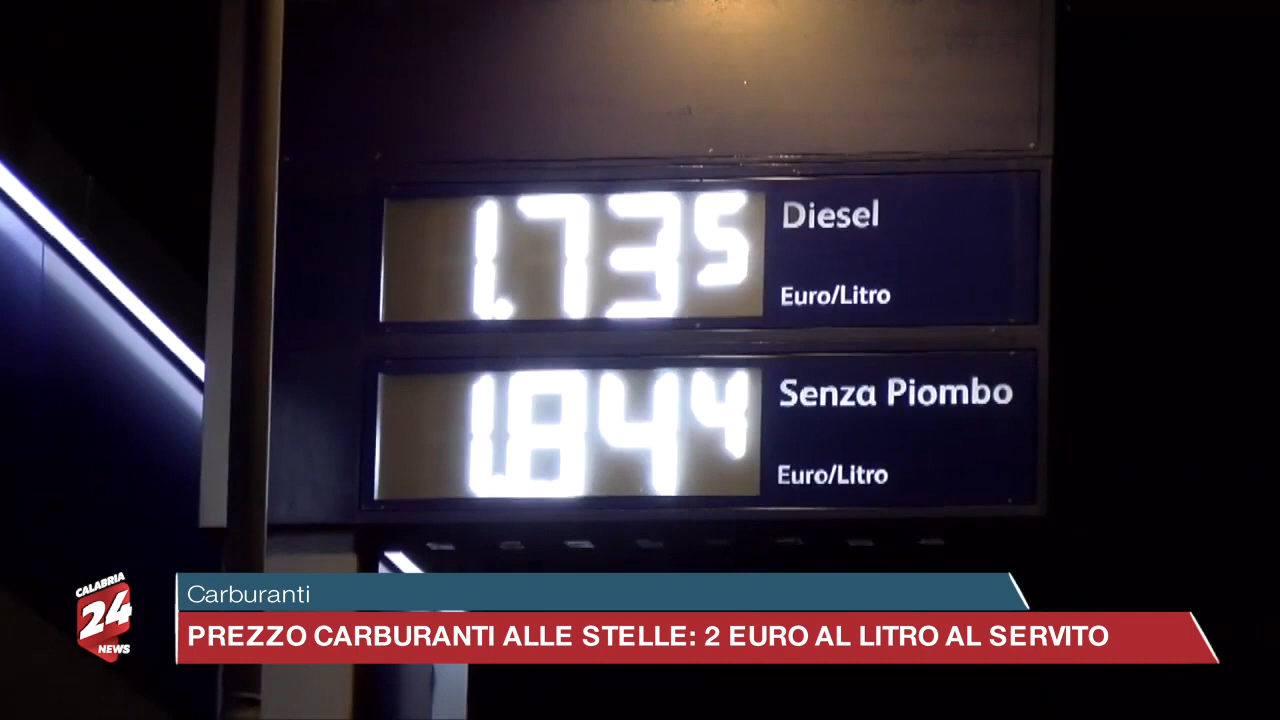 1.735
Diesel
Euro/Litro
1.844
Senza Piombo
Euro/Litro
CALABRIA
24
NEWS
Carburanti
PREZZO CARBURANTI ALLE STELLE: 2 EURO AL LITRO AL SERVITO